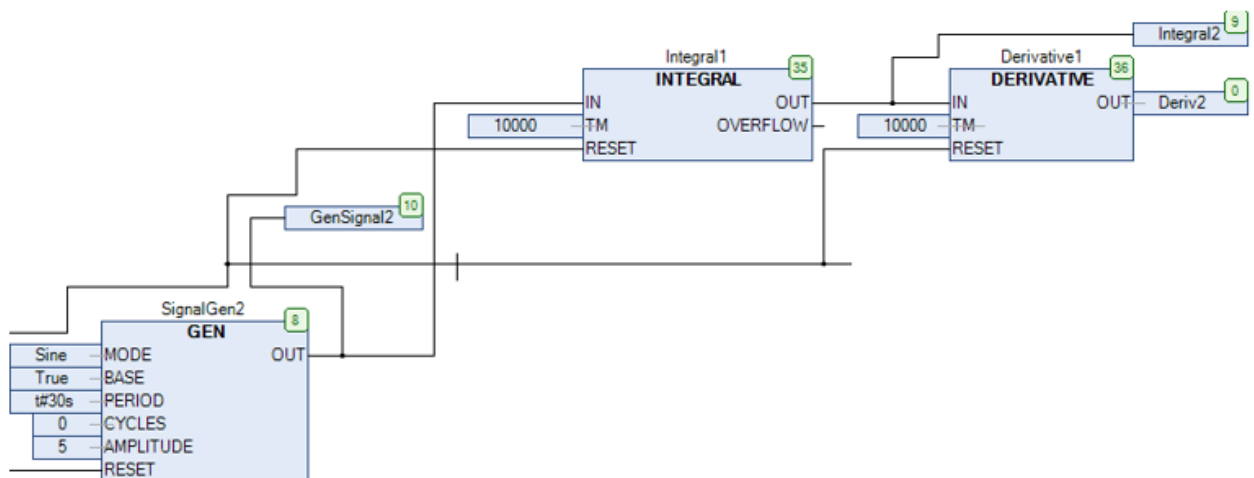 9
Integral2
Integral1
Derivative1
35
36
INTEGRAL
DERIVATIVE
0
IN
OUT
IN
OUT
Deriv2
10000
TM
OVERFLOW
10000
TM
RESET
RESET
10
GenSignal2
SignalGen2
8
GEN
Sine
MODE
OUT
True
BASE
t#30s
PERIOD
0
CYCLES
5
AMPLITUDE
RESET